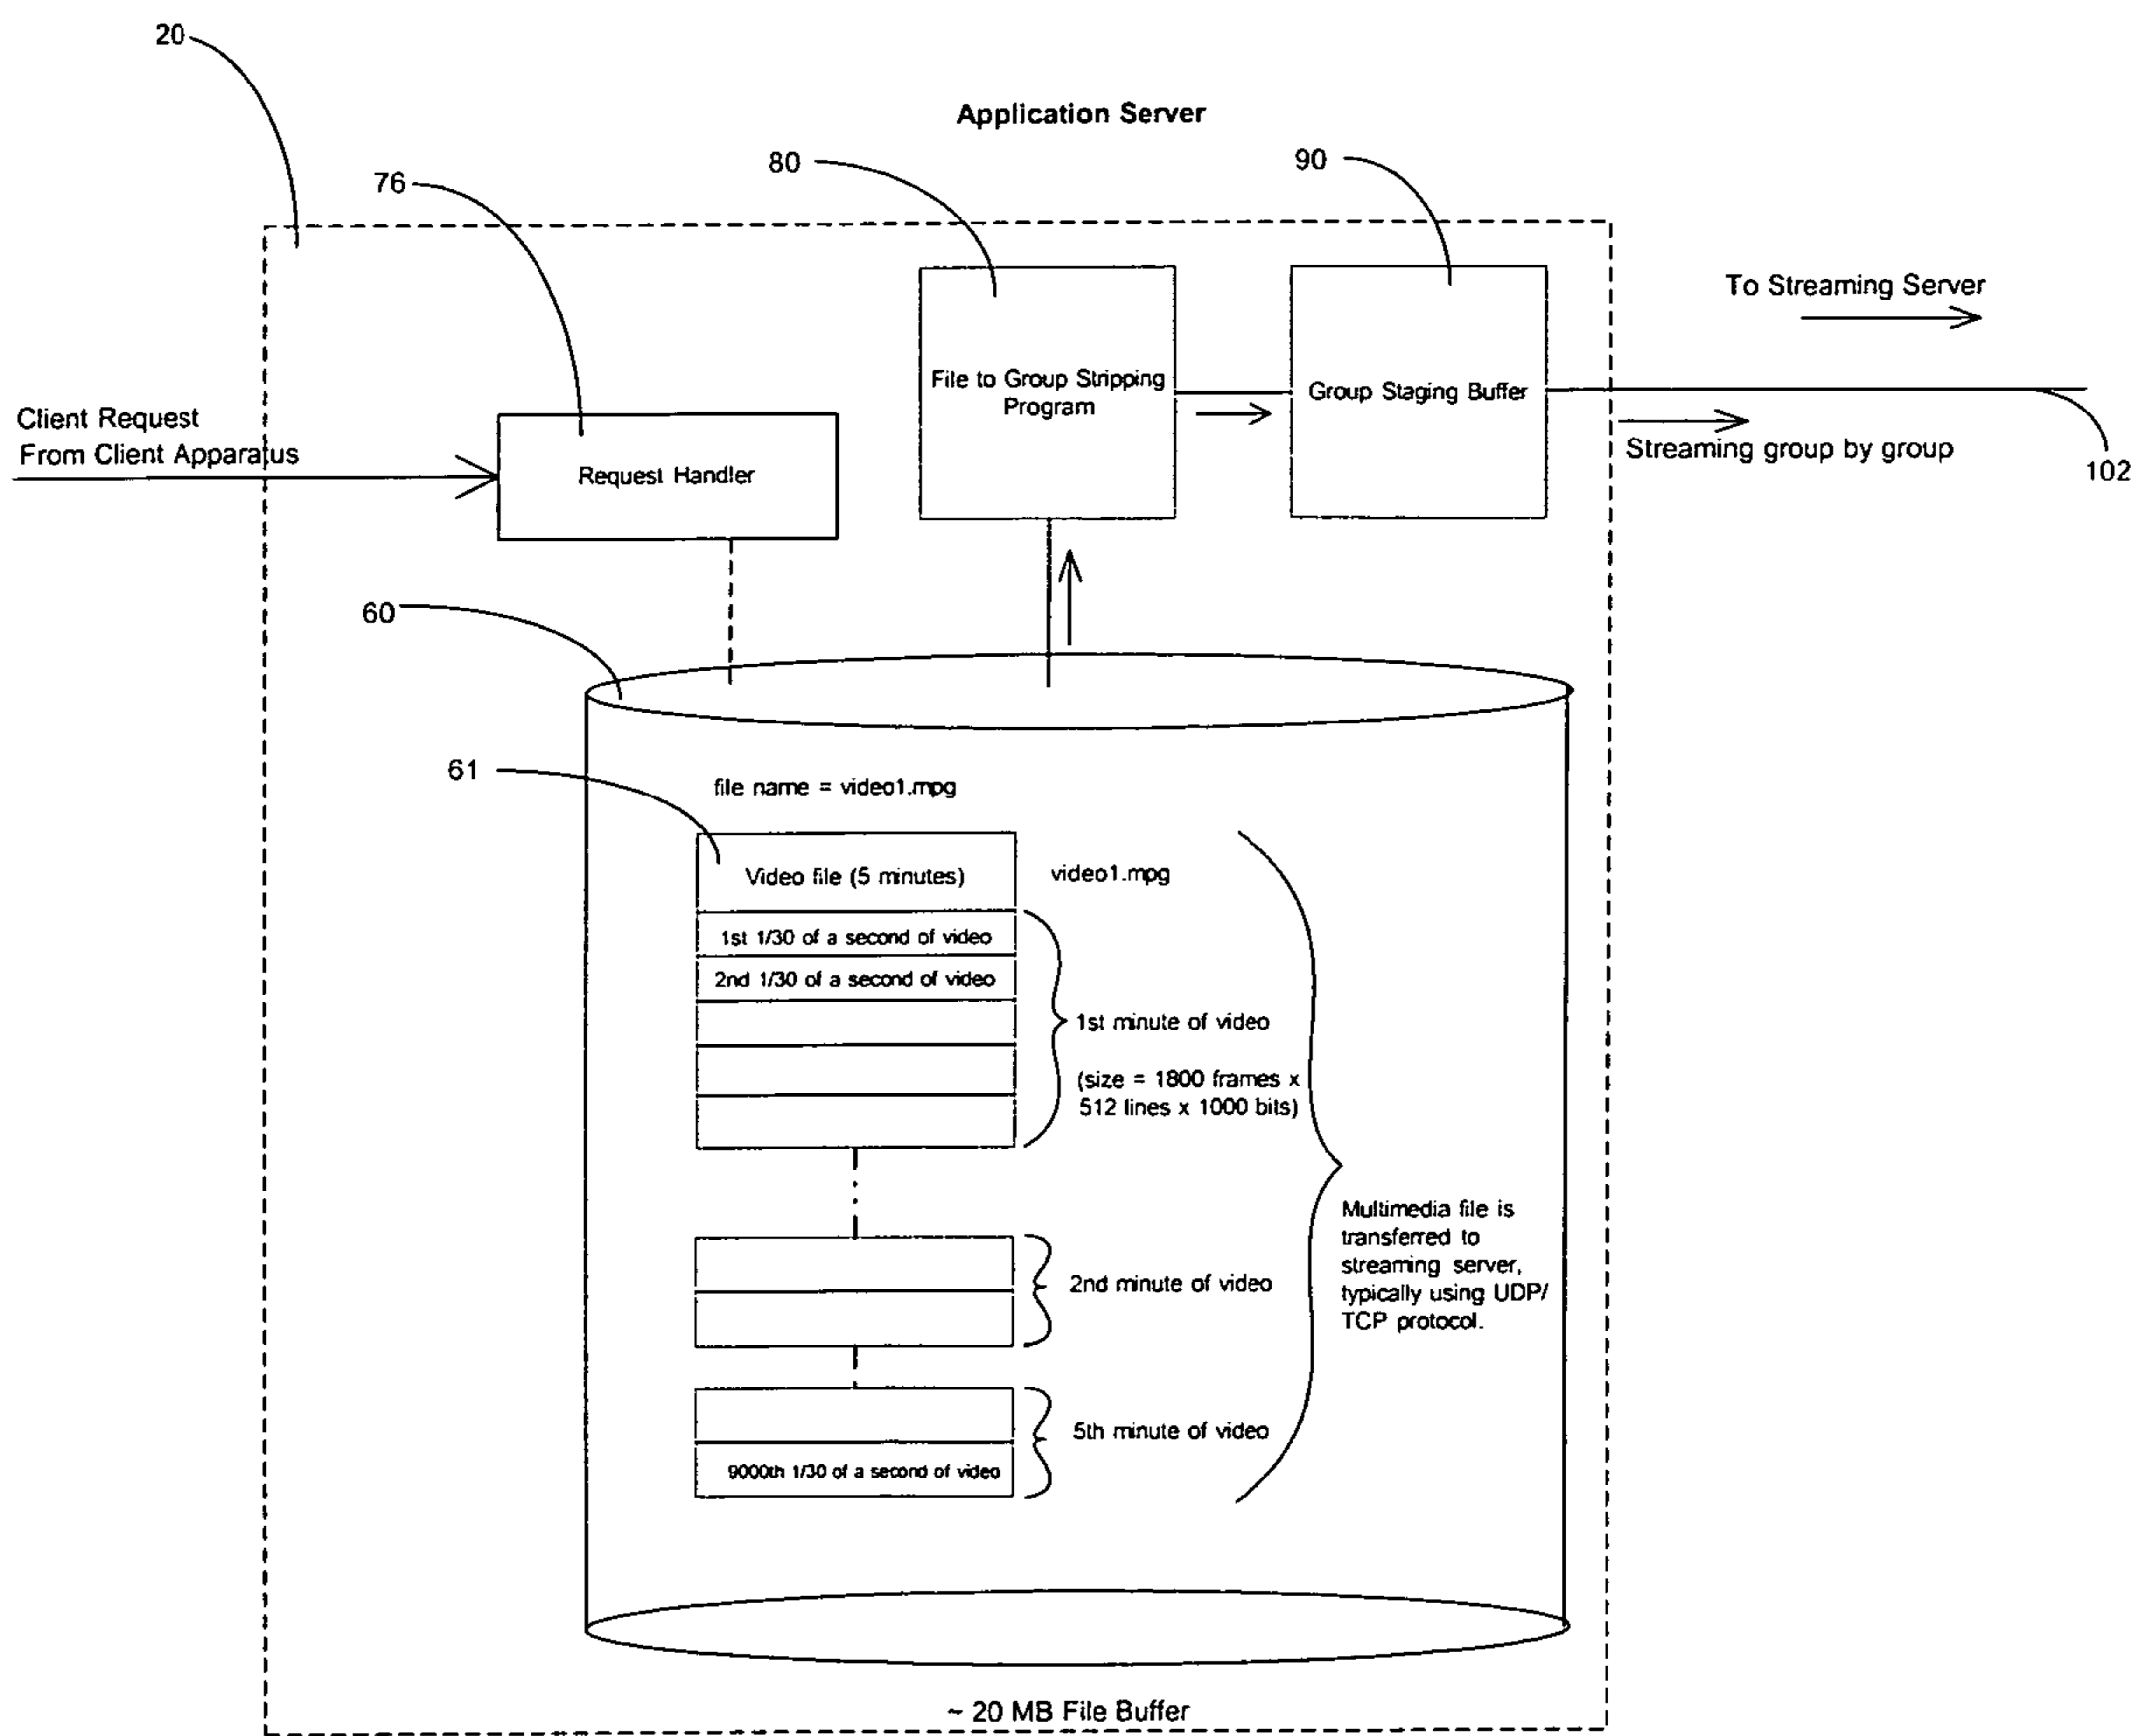 20
Application Server
80
90
76
To Streaming Server
File to Group Stripping
Program
Group Staging Buffer
Client Request
From Client Apparatus
Streaming group by group
102
Request Handler
60
61
file name = video1.mpg
Video file (5 minutes)
video1.mpg
1st 1/30 of a second of video
2nd 1/30 of a second of video
1st minute of video
(size = 1800 frames x
512 lines x 1000 bits)
Multimedia file is
transferred to
streaming server,
typically using UDP/
TCP protocol.
2nd minute of video
5th minute of video
9000th 1/30 of a second of video
~ 20 MB File Buffer